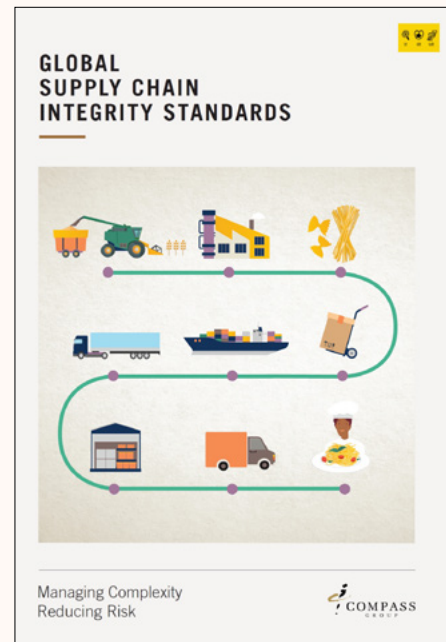 GLOBAL
SUPPLY CHAIN
INTEGRITY STANDARDS
Managing Complexity
Reducing Risk
COMPASS
GROUP